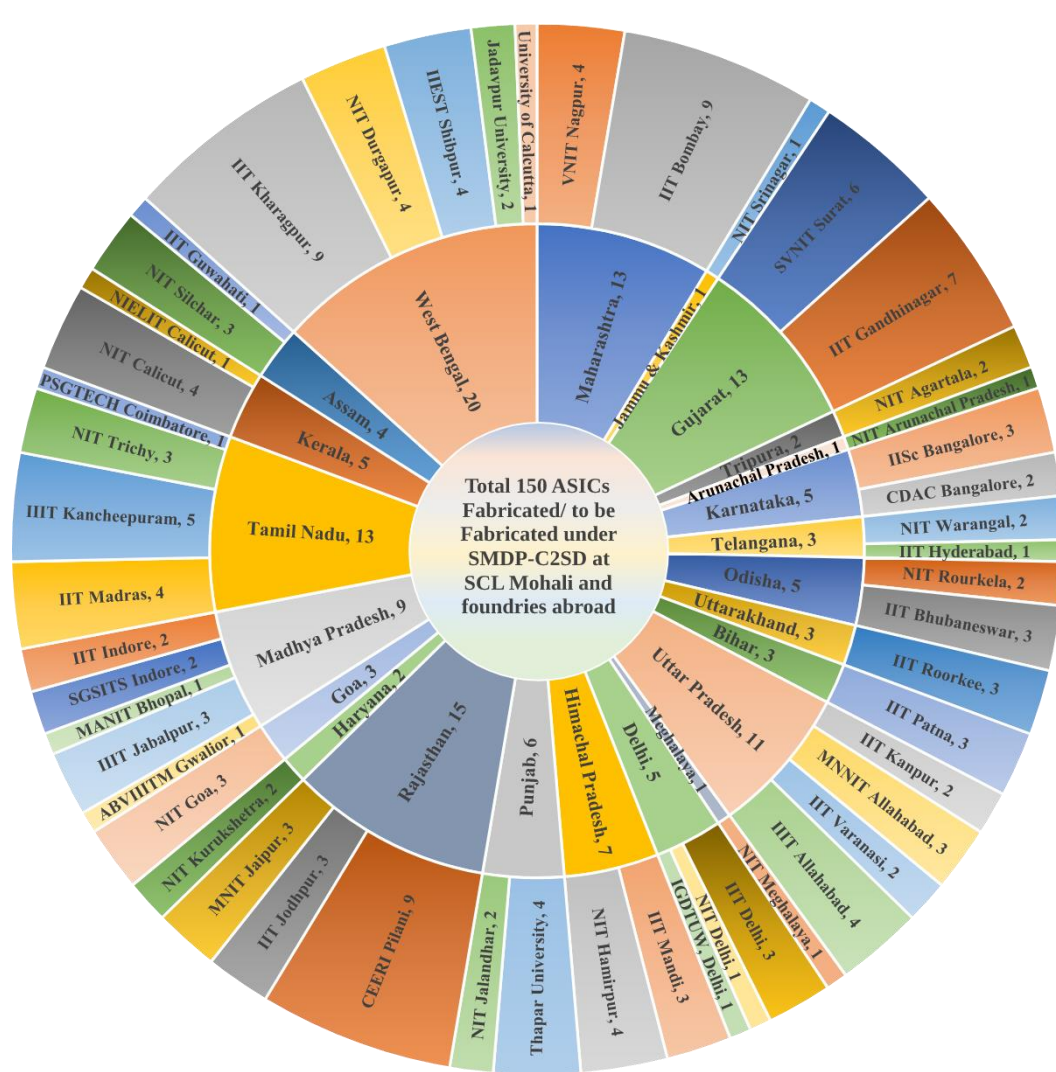 Total 150 ASICs
Fabricated/ to be
Fabricated under
SMDP-C2SD at
SCL Mohali and
foundries abroad
Maharashtra, 13
Jammu & Kashmir, 1
Gujarat, 13
Tripura, 2
Arunachal Pradesh, 1
Karnataka, 5
Telangana, 3
Odisha, 5
Uttarakhand, 3
Bihar, 3
Uttar Pradesh, 11
Meghalaya, 1
Delhi, 5
Himachal Pradesh, 7
Punjab, 6
Rajasthan, 15
Haryana, 2
Goa, 3
Madhya Pradesh, 9
Tamil Nadu, 13
Kerala, 5
Assam, 4
West Bengal, 20
VNIT Nagpur, 4
IIT Bombay, 9
NIT Srinagar, 1
SVNIT Surat, 6
IIT Gandhinagar, 7
NIT Agartala, 2
NIT Arunachal Pradesh, 1
IISc Bangalore, 3
CDAC Bangalore, 2
NIT Warangal, 2
IIT Hyderabad, 1
NIT Rourkela, 2
IIT Bhubaneswar, 3
IIT Roorkee, 3
IIT Patna, 3
IIT Kanpur, 2
MNNIT Allahabad, 3
IIT Varanasi, 2
IIIT Allahabad, 4
NIT Meghalaya, 1
IIT Delhi, 3
NIT Delhi, 1
IGDTUW, Delhi, 1
IIT Mandi, 3
NIT Hamirpur, 4
Thapar University, 4
NIT Jalandhar, 2
CEERI Pilani, 9
IIT Jodhpur, 3
MNIT Jaipur, 3
NIT Kurukshetra, 2
NIT Goa, 3
ABVIIITM Gwalior, 1
IIIT Jabalpur, 3
MANIT Bhopal, 1
SGSITS Indore, 2
IIT Indore, 2
IIT Madras, 4
IIIT Kancheepuram, 5
NIT Trichy, 3
PSGTECH Coimbatore, 1
NIT Calicut, 4
NIELIT Calicut, 1
NIT Silchar, 3
IIT Guwahati, 1
IIT Kharagpur, 9
NIT Durgapur, 4
IIEST Shibpur, 4
Jadavpur University, 2
University of Calcutta, 1